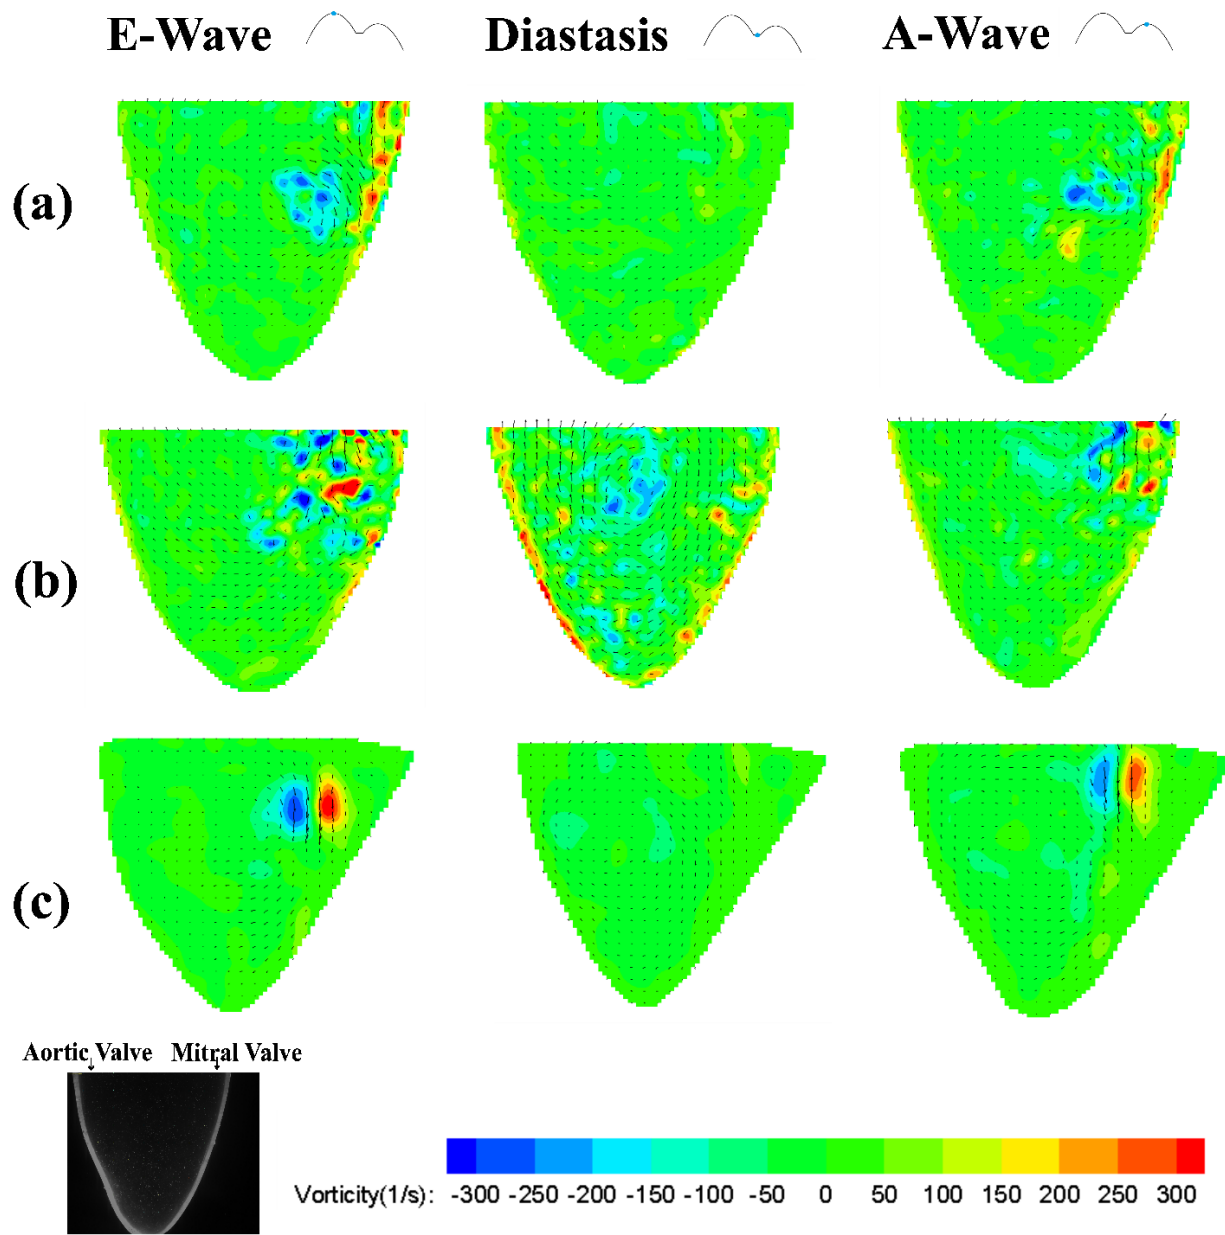 E-Wave Diastasis A-Wave
(a)
(b)
(c)
Aortic Valve Mitral Valve
Vorticity(1/s): -300 -250 -200 -150 -100 -50 0 50 100 150 200 250 300